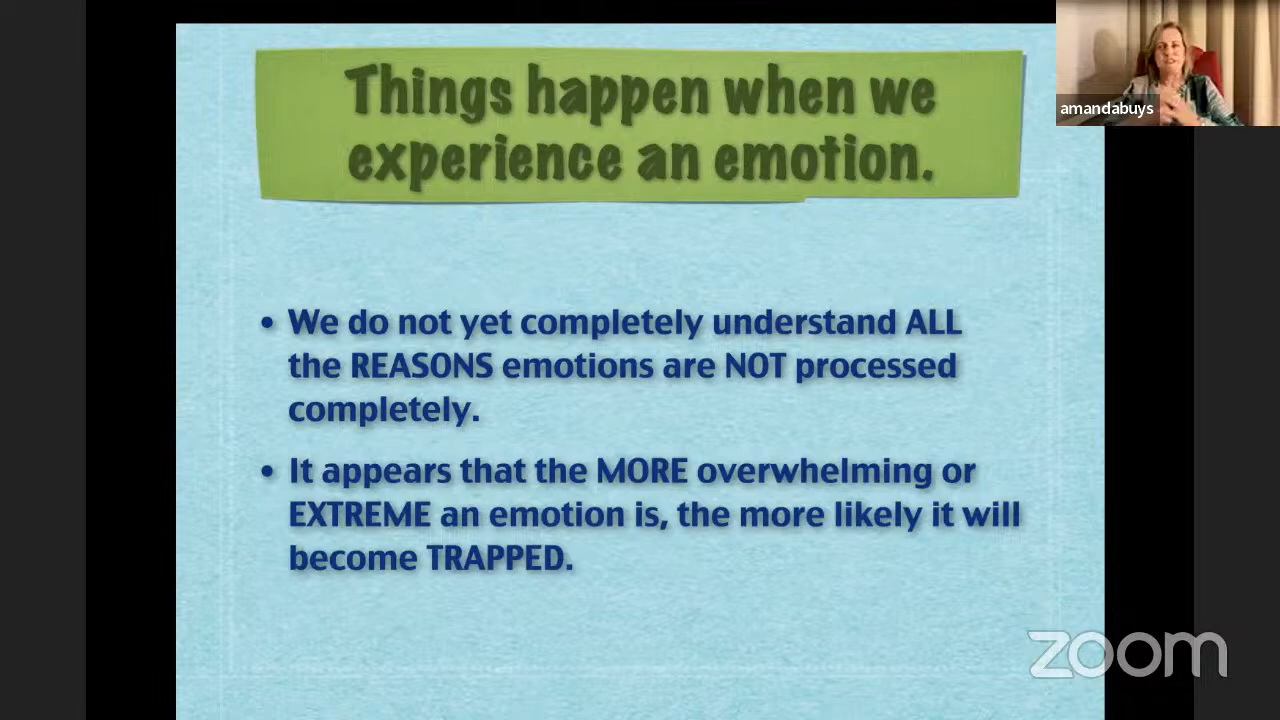 Things happen when we
experience an emotion.
amandabuys
• We do not yet completely understand ALL
the REASONS emotions are NOT processed
completely.
• It appears that the MORE overwhelming or
EXTREME an emotion is, the more likely it will
become TRAPPED.
zoom